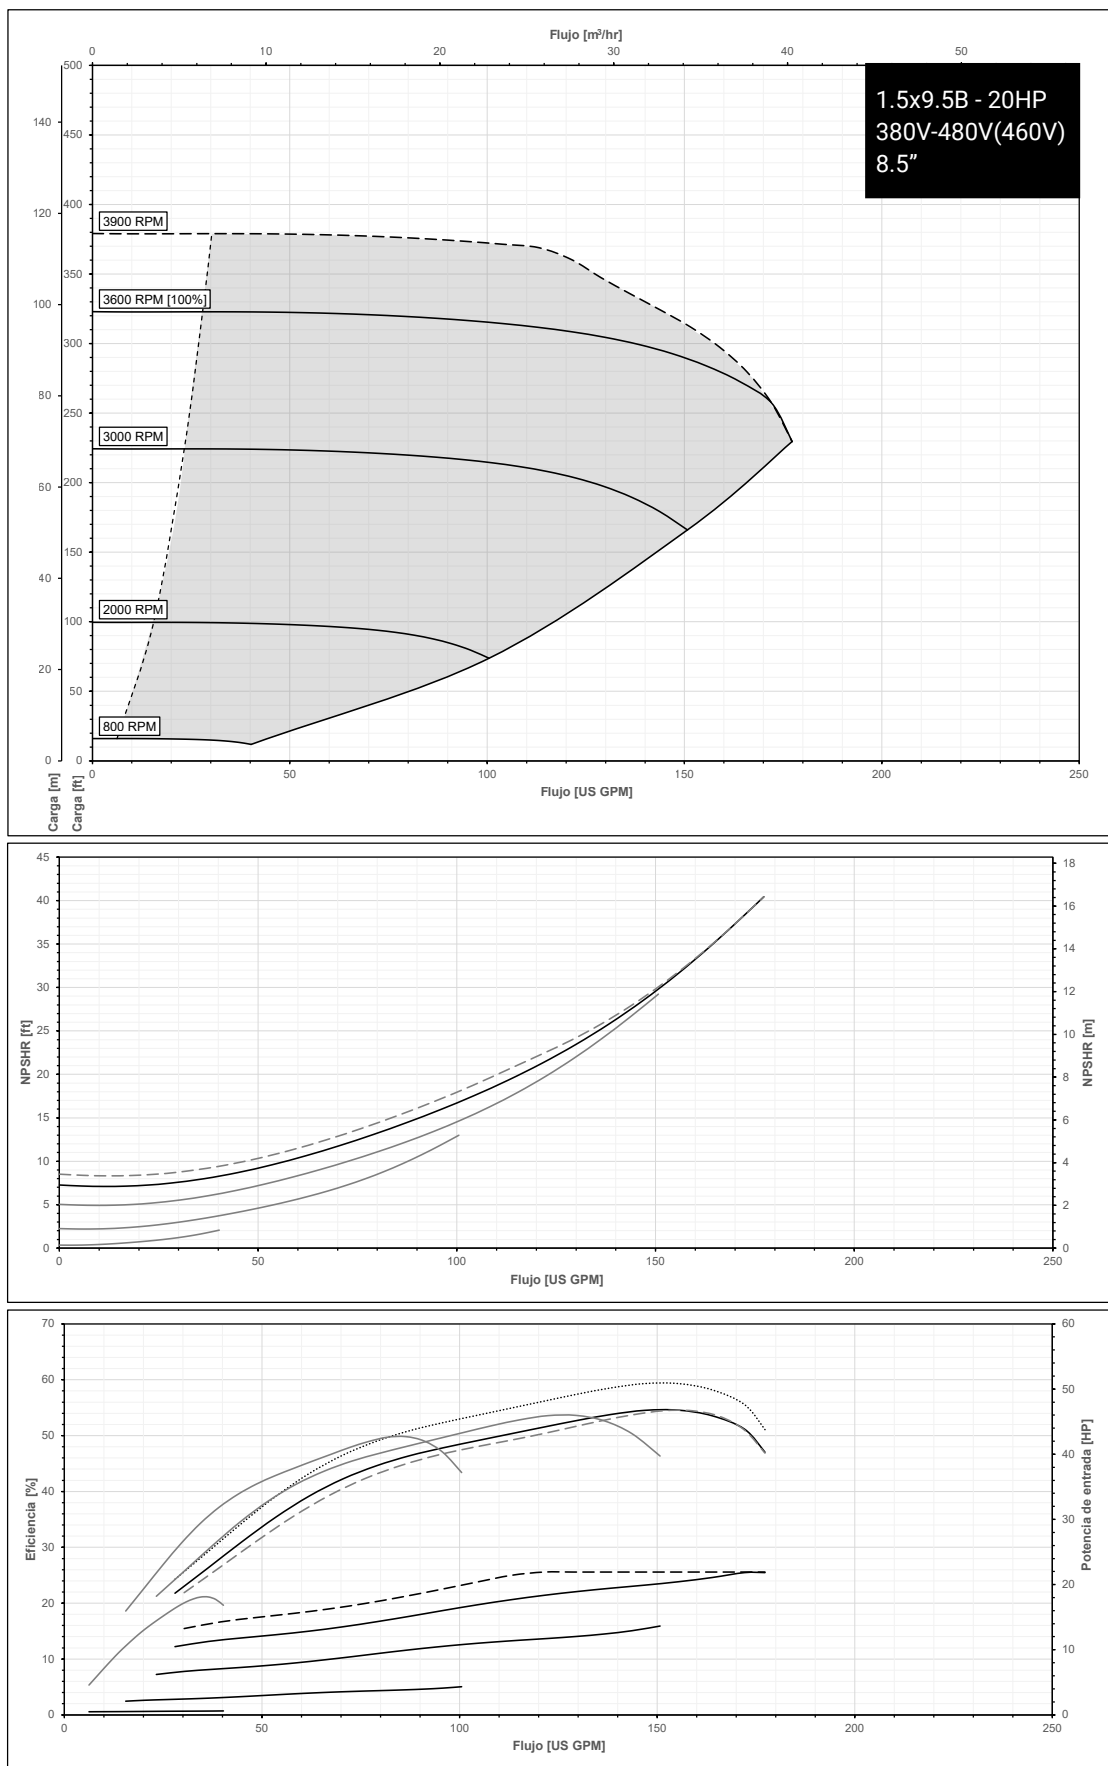 Flujo [m³/hr]
0 10 20 30 40 50
1.5x9.5B - 20HP
380V-480V(460V)
8.5”
500
450
400
350
300
250
200
150
100
50
0
140
120
100
80
60
40
20
0
3900 RPM
3600 RPM [100%]
3000 RPM
2000 RPM
800 RPM
0 50 100 150 200 250
Flujo [US GPM]
Carga [m]
Carga [ft]
45
40
35
30
25
20
15
10
5
0
NPSHR [ft]
18
16
14
12
10
8
6
4
2
0
NPSHR [m]
0 50 100 150 200 250
Flujo [US GPM]
70
60
50
40
30
20
10
0
Eficiencia [%]
60
50
40
30
20
10
0
Potencia de entrada [HP]
0 50 100 150 200 250
Flujo [US GPM]